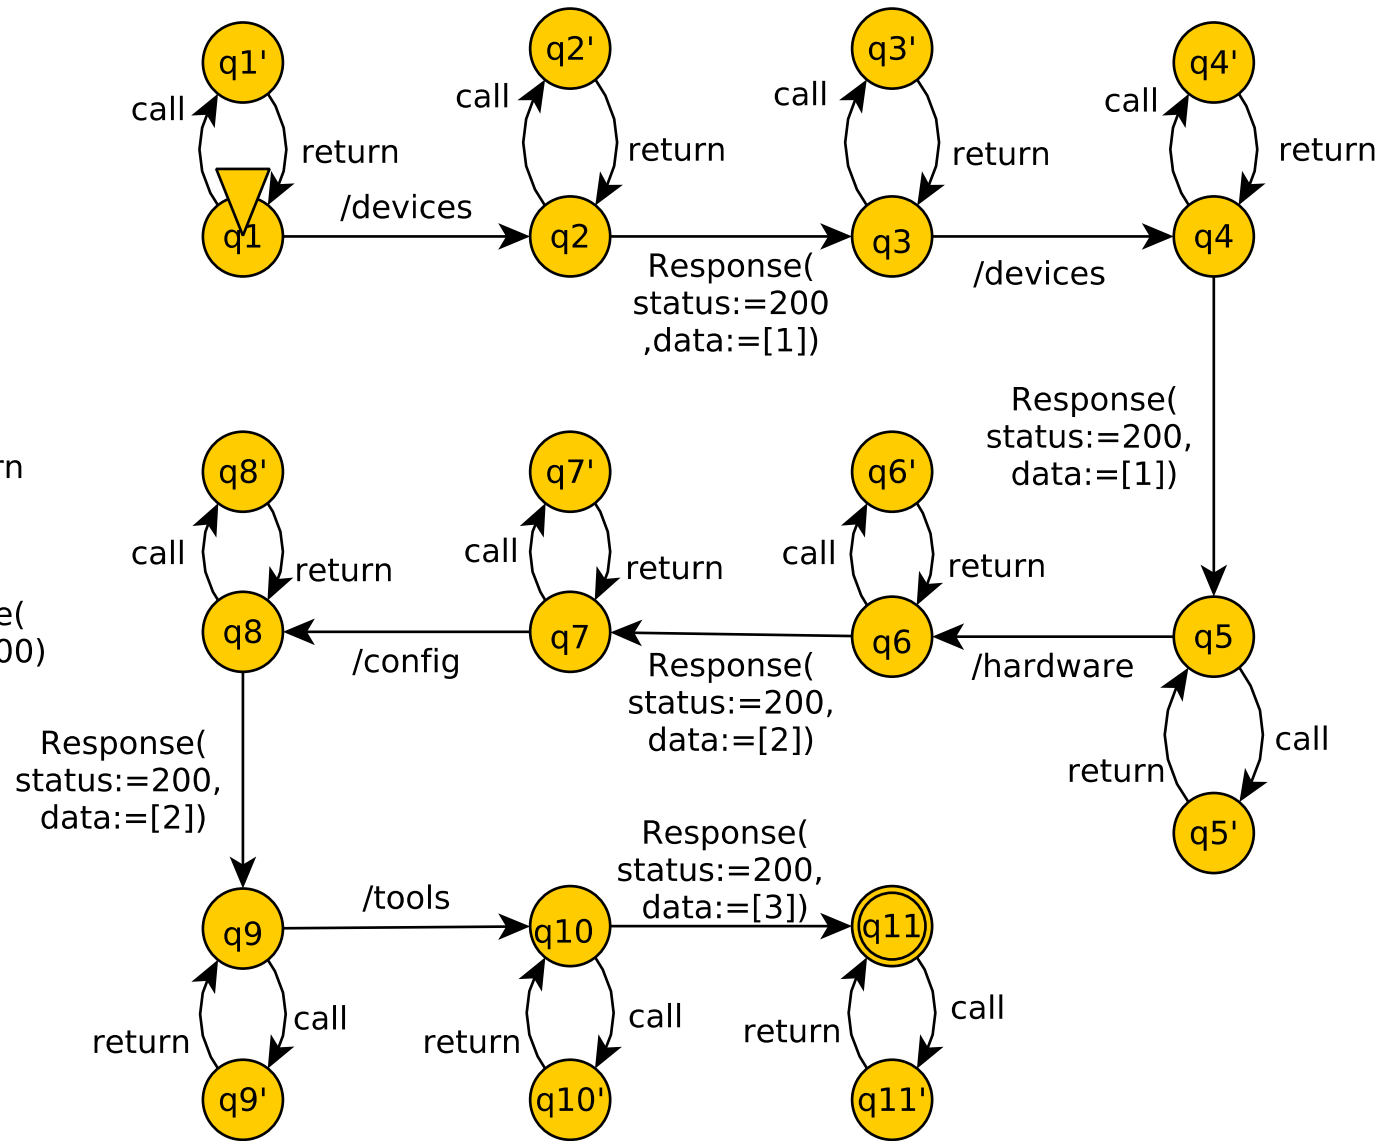 q1'
q2'
q3'
q4'
call
call
call
call
return
return
return
return
/devices
q1
q2
q3
q4
Response(
status:=200
,data:=[1])
/devices
Response(
status:=200,
data:=[1])
q8'
q7'
q6'
call
call
call
return
return
return
q8
q7
q6
q5
/config
Response(
status:=200,
data:=[2])
/hardware
Response(
status:=200,
data:=[2])
call
return
q5'
Response(
status:=200,
data:=[3])
/tools
q9
q10
q11
return
call
return
call
return
call
q9'
q10'
q11'